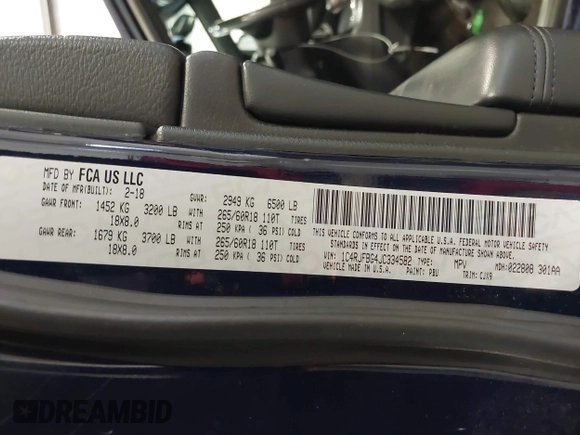 MFD BY FCA US LLC
DATE OF MFR(BUILT): 2-18 GVWR: 2949 KG 6500 LB
GAWR FRONT: 1452 KG 3200 LB WITH 265/60R18 110T TIRES
18X8.0 RIMS AT 250 KPA ( 36 PSI) COLD
GAWR REAR: 1679 KG 3700 LB WITH 265/60R18 110T TIRES
18X8.0 RIMS AT 250 KPA ( 36 PSI) COLD
THIS VEHICLE CONFORMS TO ALL APPLICABLE U.S.A. FEDERAL MOTOR VEHICLE SAFETY
STANDARDS IN EFFECT ON THE DATE OF MANUFACTURE SHOWN ABOVE.
VIN: 1C4RJFBG4JC334582 TYPE: MPV MDH:022808 301AA
VEHICLE MADE IN U.S.A. PAINT: PBU TRIM: CJX9
DREAMBID